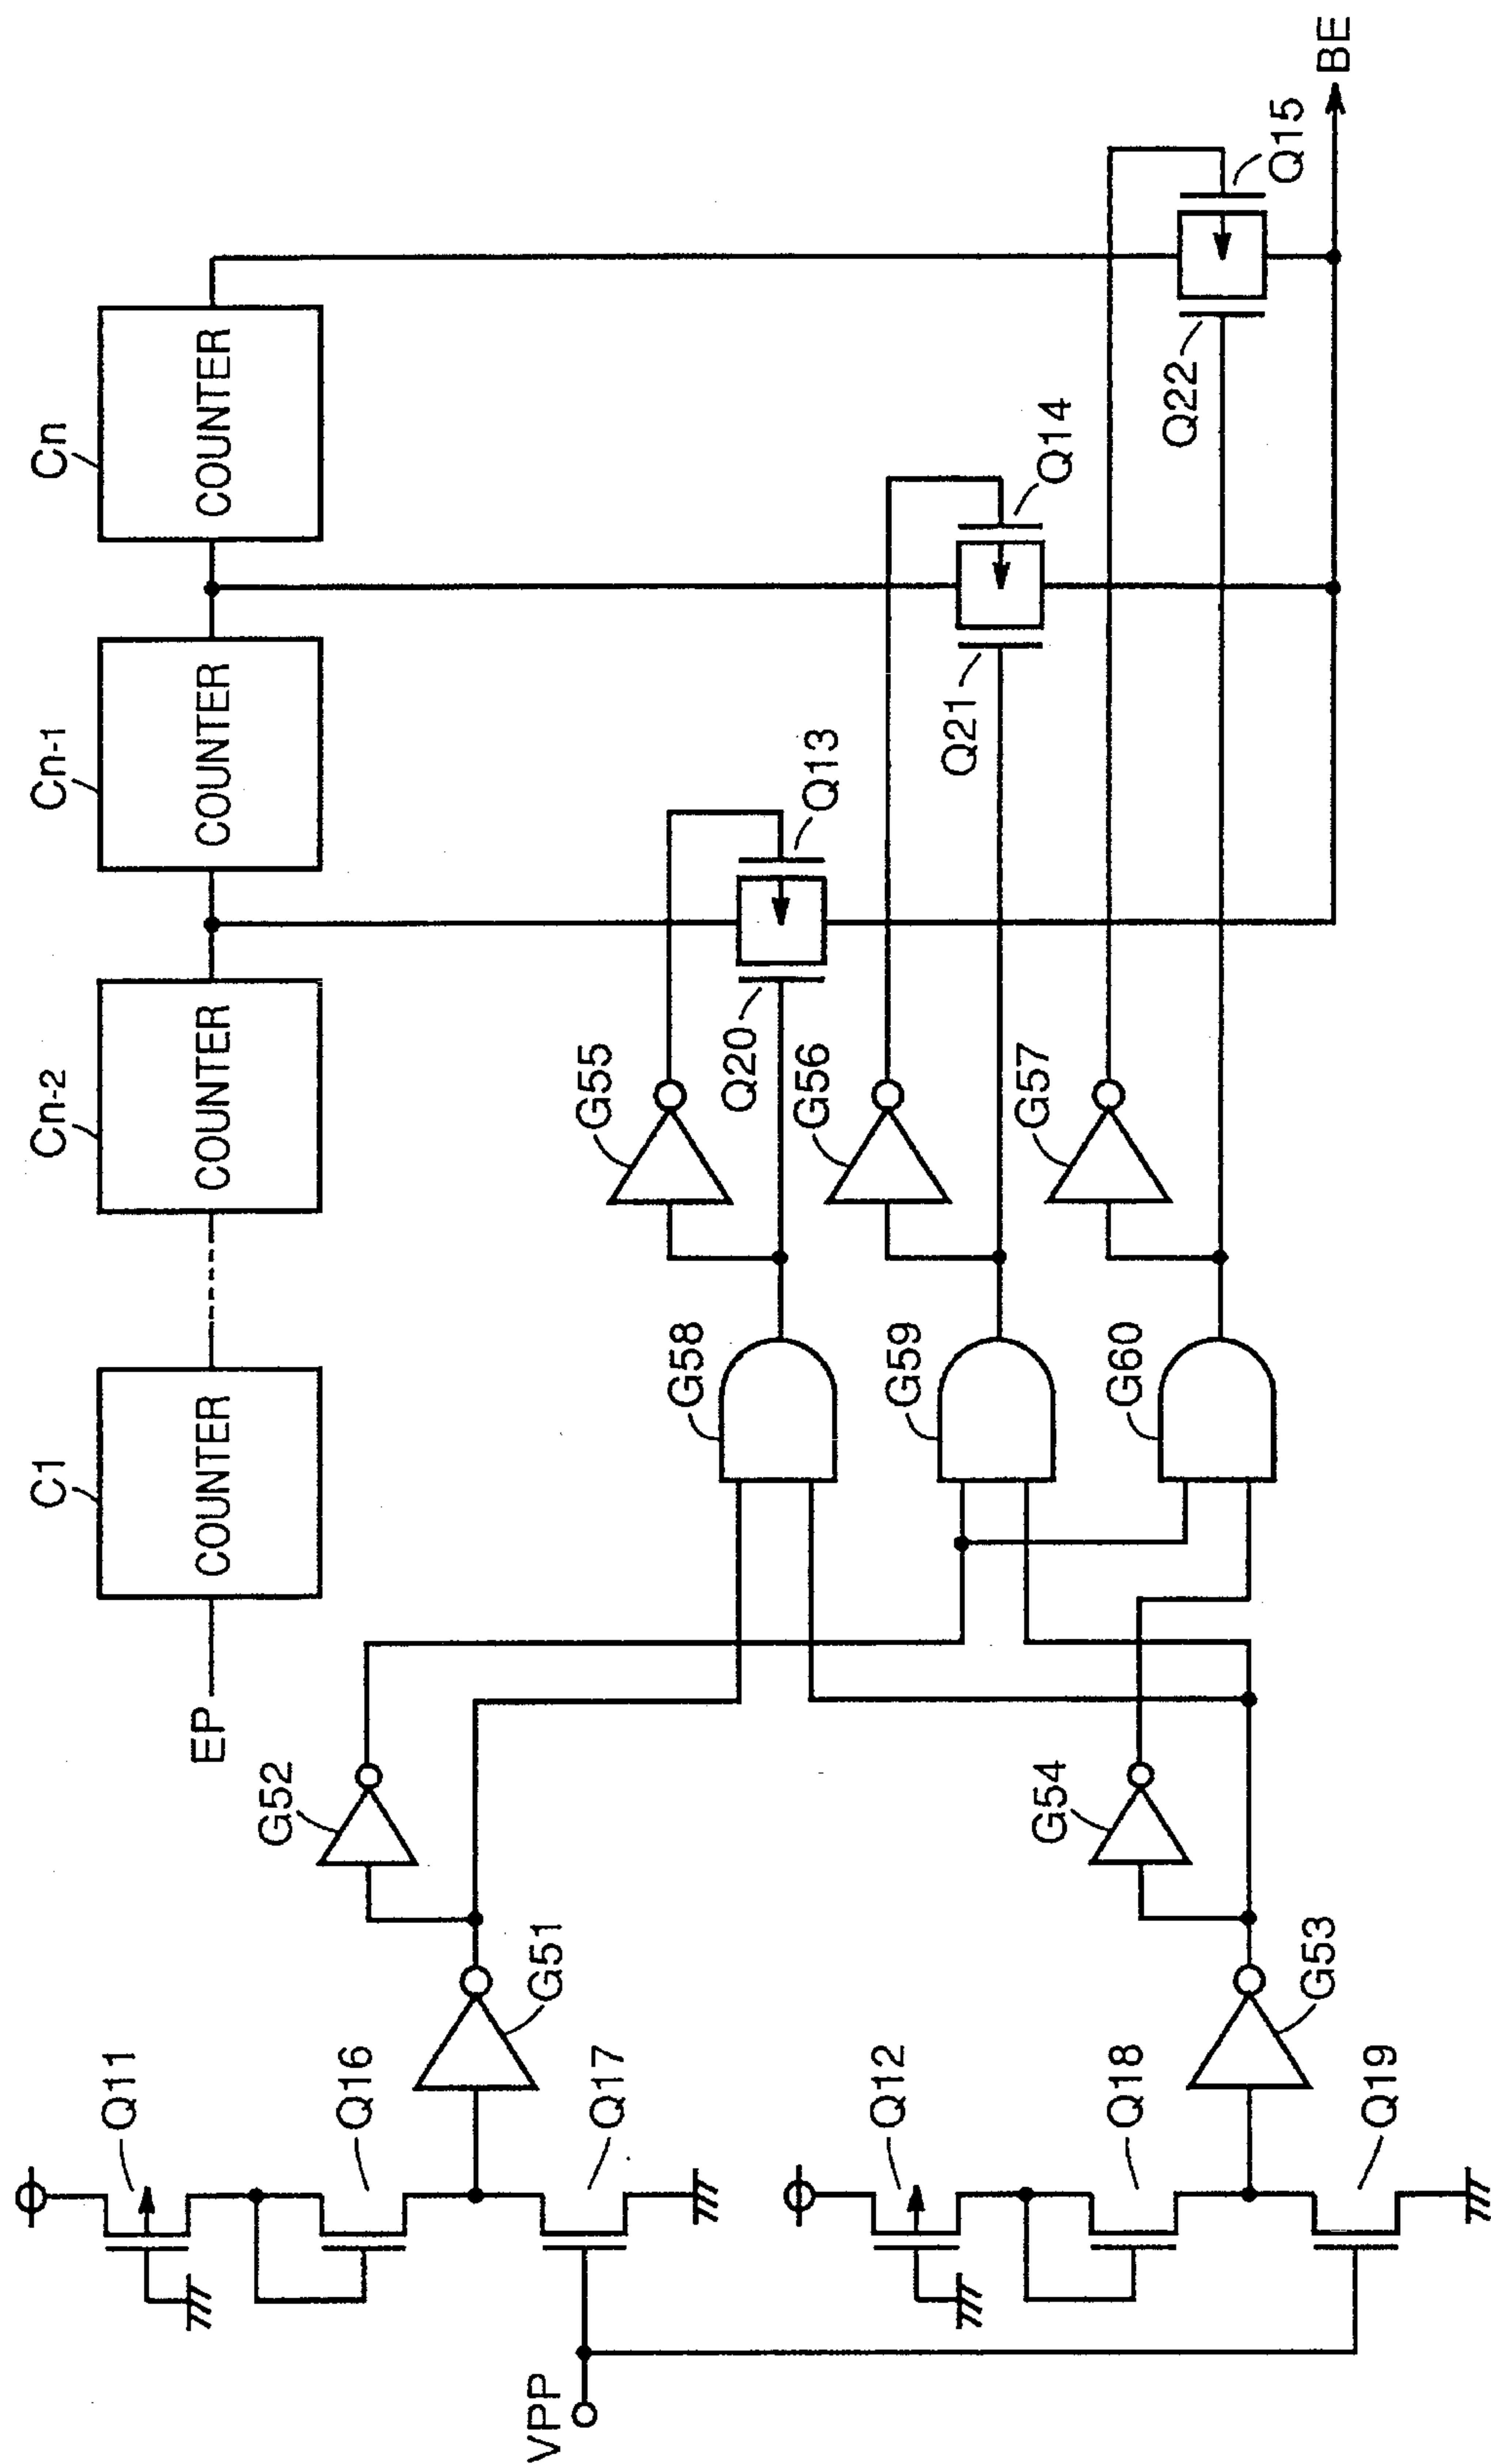 C1
Cn-2
Cn-1
Cn
EP
COUNTER
COUNTER
COUNTER
COUNTER
G52
G55
Q13
G58
Q20
Q11
Q16
G51
G56
Q14
G59
Q21
Q17
VPP
G54
G57
G60
Q12
Q22
Q15
Q18
G53
Q19
BE